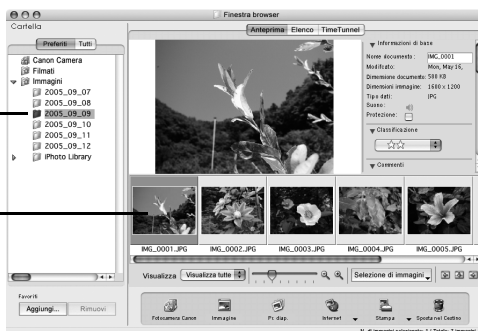 Finestra browser
Cartella
Preferiti Tutti
Canon Camera
Filmati
Immagini
2005_09_07
2005_09_08
2005_09_09
2005_09_10
2005_09_11
2005_09_12
iPhoto Library
Favoriti
Aggiungi... Rimuovi
Anteprima Elenco TimeTunnel
Informazioni di base
Nome documento: IMG_0001
Modificato: Mon, May 16,
Dimensione documento: 500 KB
Dimensioni immagine: 1600 x 1200
Tipo dati: JPG
Suono:
Protezione:
Classificazione
Commenti
IMG_0001.JPG IMG_0002.JPG IMG_0003.JPG IMG_0004.JPG IMG_0005.JPG
Visualizza Visualizza tutte Selezione di immagini
Fotocamera Canon Immagine Pr. diap. Internet Stampa Sposta nel Cestino